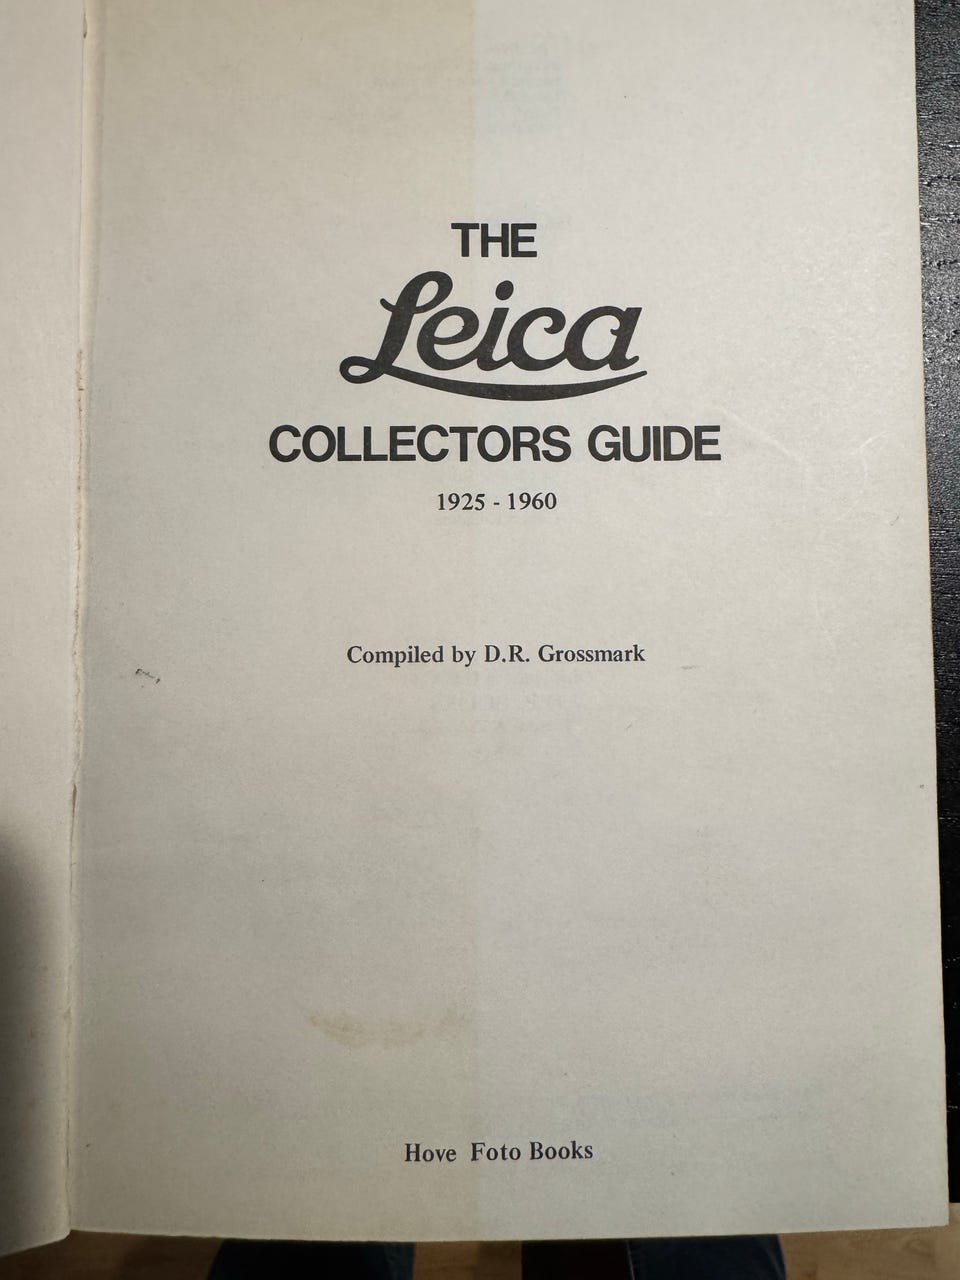 THE
Leica
COLLECTORS GUIDE
1925 - 1960
Compiled by D.R. Grossmark
Hove Foto Books